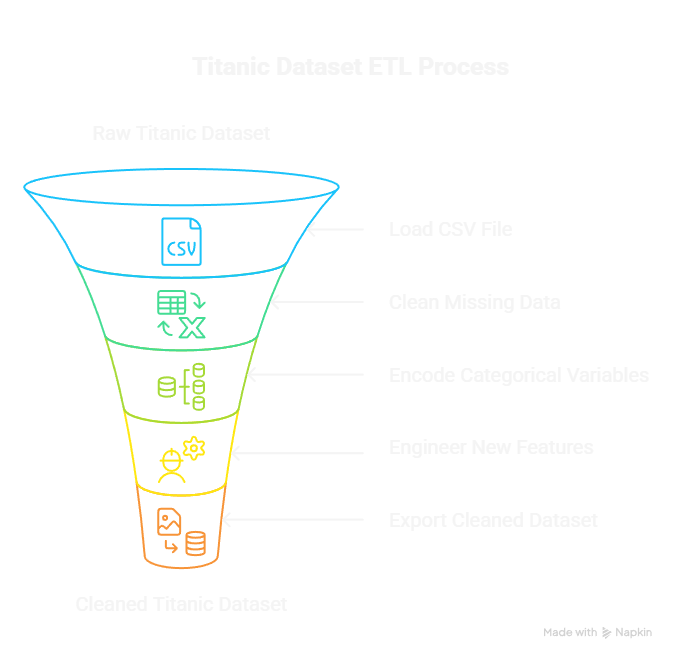 Titanic Dataset ETL Process
Raw Titanic Dataset
CSV
Load CSV File
Clean Missing Data
Encode Categorical Variables
Engineer New Features
Export Cleaned Dataset
Cleaned Titanic Dataset
Made with Napkin